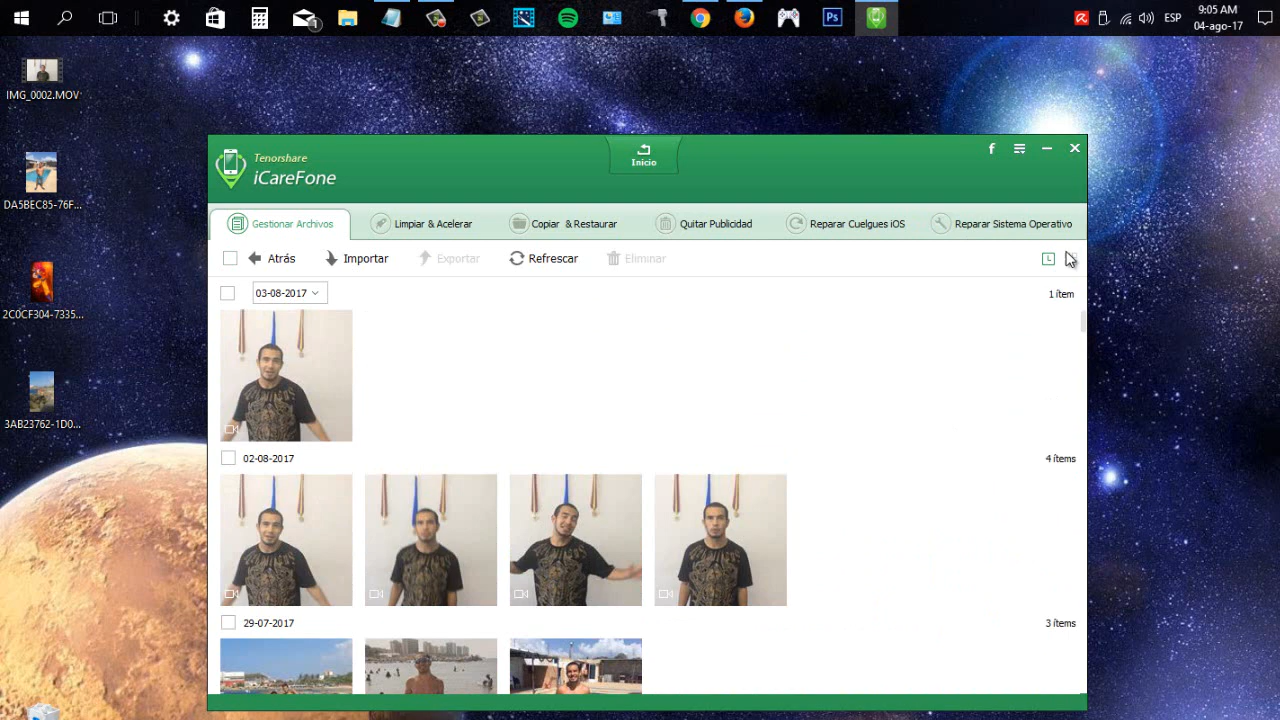 1
Ps
ESP
9:05 AM
04-ago-17
IMG_0002.MOV
DA5BEC85-76F...
2C0CF304-7335...
3AB23762-1D0...
Tenorshare
iCareFone
Inicio
f
Gestionar Archivos
Limpiar & Acelerar
Copiar & Restaurar
Quitar Publicidad
Reparar Cuelgues iOS
Reparar Sistema Operativo
Atrás
Importar
Exportar
Refrescar
Eliminar
03-08-2017
1 ítem
02-08-2017
4 ítems
29-07-2017
3 ítems